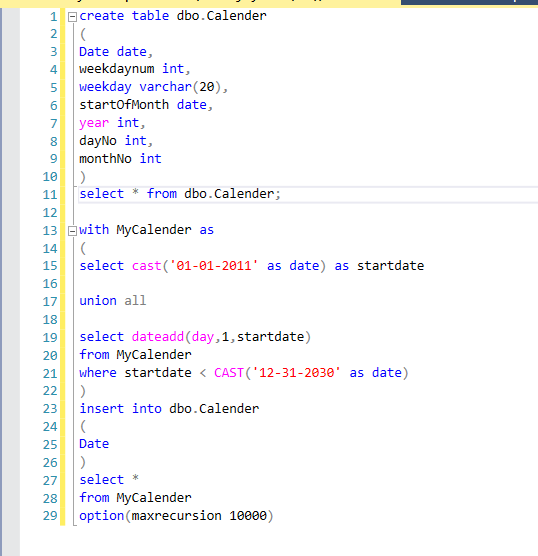 1 create table dbo.Calender
2 (
3 Date date,
4 weekdaynum int,
5 weekday varchar(20),
6 startOfMonth date,
7 year int,
8 dayNo int,
9 monthNo int
10 )
11 select * from dbo.Calender;
12
13 with MyCalender as
14 (
15 select cast('01-01-2011' as date) as startdate
16
17 union all
18
19 select dateadd(day,1,startdate)
20 from MyCalender
21 where startdate < CAST('12-31-2030' as date)
22 )
23 insert into dbo.Calender
24 (
25 Date
26 )
27 select *
28 from MyCalender
29 option(maxrecursion 10000)